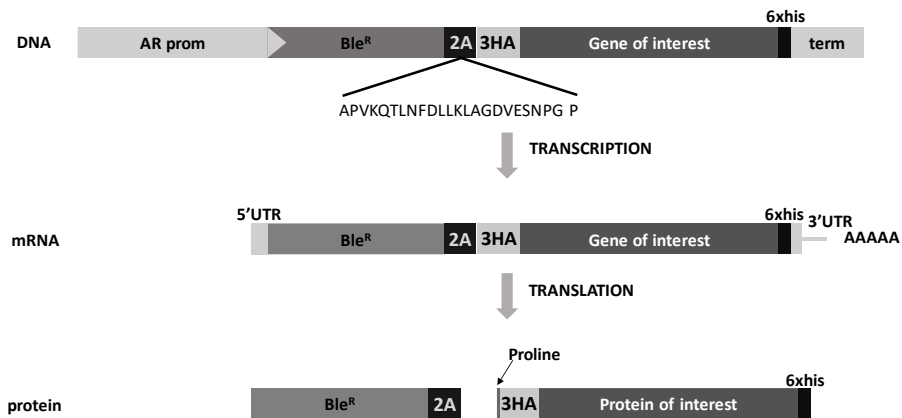 6xhis
DNA AR prom Bleᴿ 2A 3HA Gene of interest term
APVKQTLNFDLLKLAGDVESNPG P
TRANSCRIPTION
5'UTR 6xhis 3'UTR
mRNA Bleᴿ 2A 3HA Gene of interest AAAAA
TRANSLATION
Proline
6xhis
protein Bleᴿ 2A 3HA Protein of interest